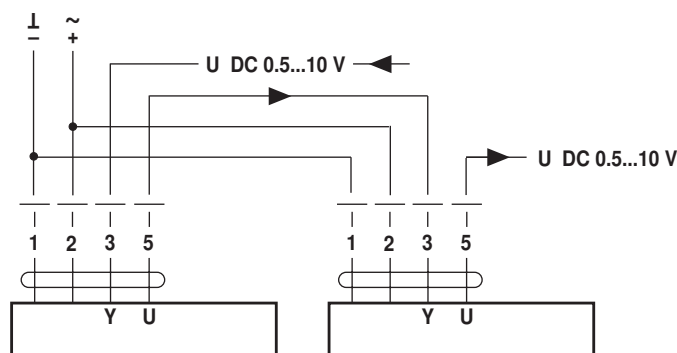 ⊥ ~
– +
U DC 0.5...10 V
U DC 0.5...10 V
1 2 3 5 1 2 3 5
Y U Y U